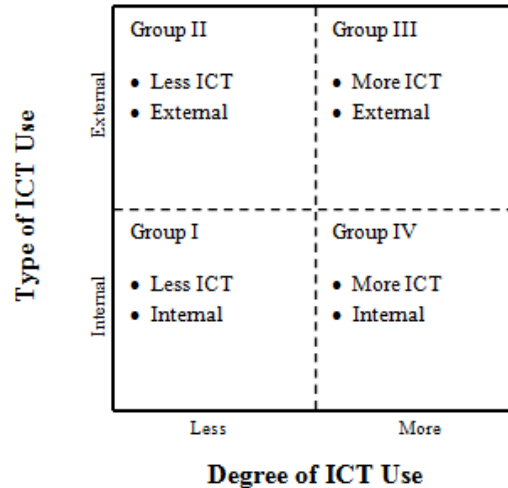 Group II
• Less ICT
• External
Group III
• More ICT
• External
Group I
• Less ICT
• Internal
Group IV
• More ICT
• Internal
Type of ICT Use
External
Internal
Less
More
Degree of ICT Use